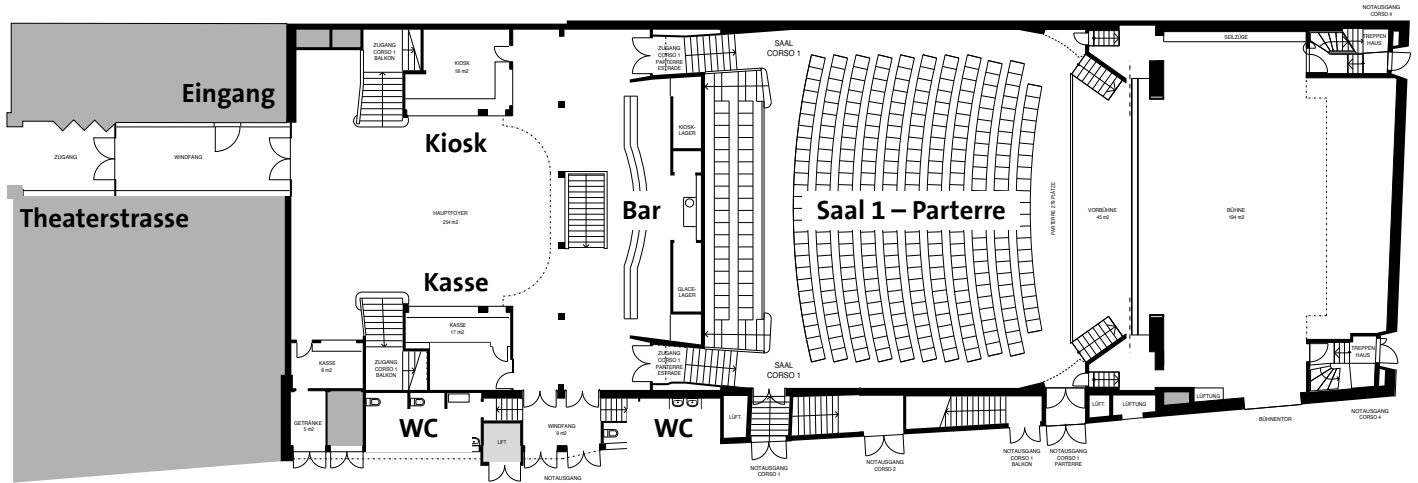 NOTAUSGANG
CORSO 4
ZUGANG
CORSO 1
BALKON
KIOSK
18 m2
ZUGANG
CORSO 1
PARTERRE
ESTRADE
SAAL
CORSO 1
SEILZÜGE
TREPPEN
HAUS
Eingang
Kiosk
KIOSK-
LAGER
ZUGANG
WINDFANG
Theaterstrasse
HAUPTFOYER
254 m2
Bar
Saal 1 – Parterre
PARTERRE 279 PLÄTZE
VORBÜHNE
45 m2
BÜHNE
194 m2
Kasse
GLACE-
LAGER
KASSE
17 m2
KASSE
8 m2
ZUGANG
CORSO 1
BALKON
ZUGANG
CORSO 1
PARTERRE
ESTRADE
SAAL
CORSO 1
TREPPEN
HAUS
GETRÄNKE
5 m2
WC
LIFT
WINDFANG
9 m2
WC
LÜFT.
LÜFT.
LÜFTUNG
LÜFTUNG
BÜHNENTOR
NOTAUSGANG
CORSO 4
NOTAUSGANG
NOTAUSGANG
CORSO 1
NOTAUSGANG
CORSO 2
NOTAUSGANG
CORSO 1
BALKON
NOTAUSGANG
CORSO 1
PARTERRE